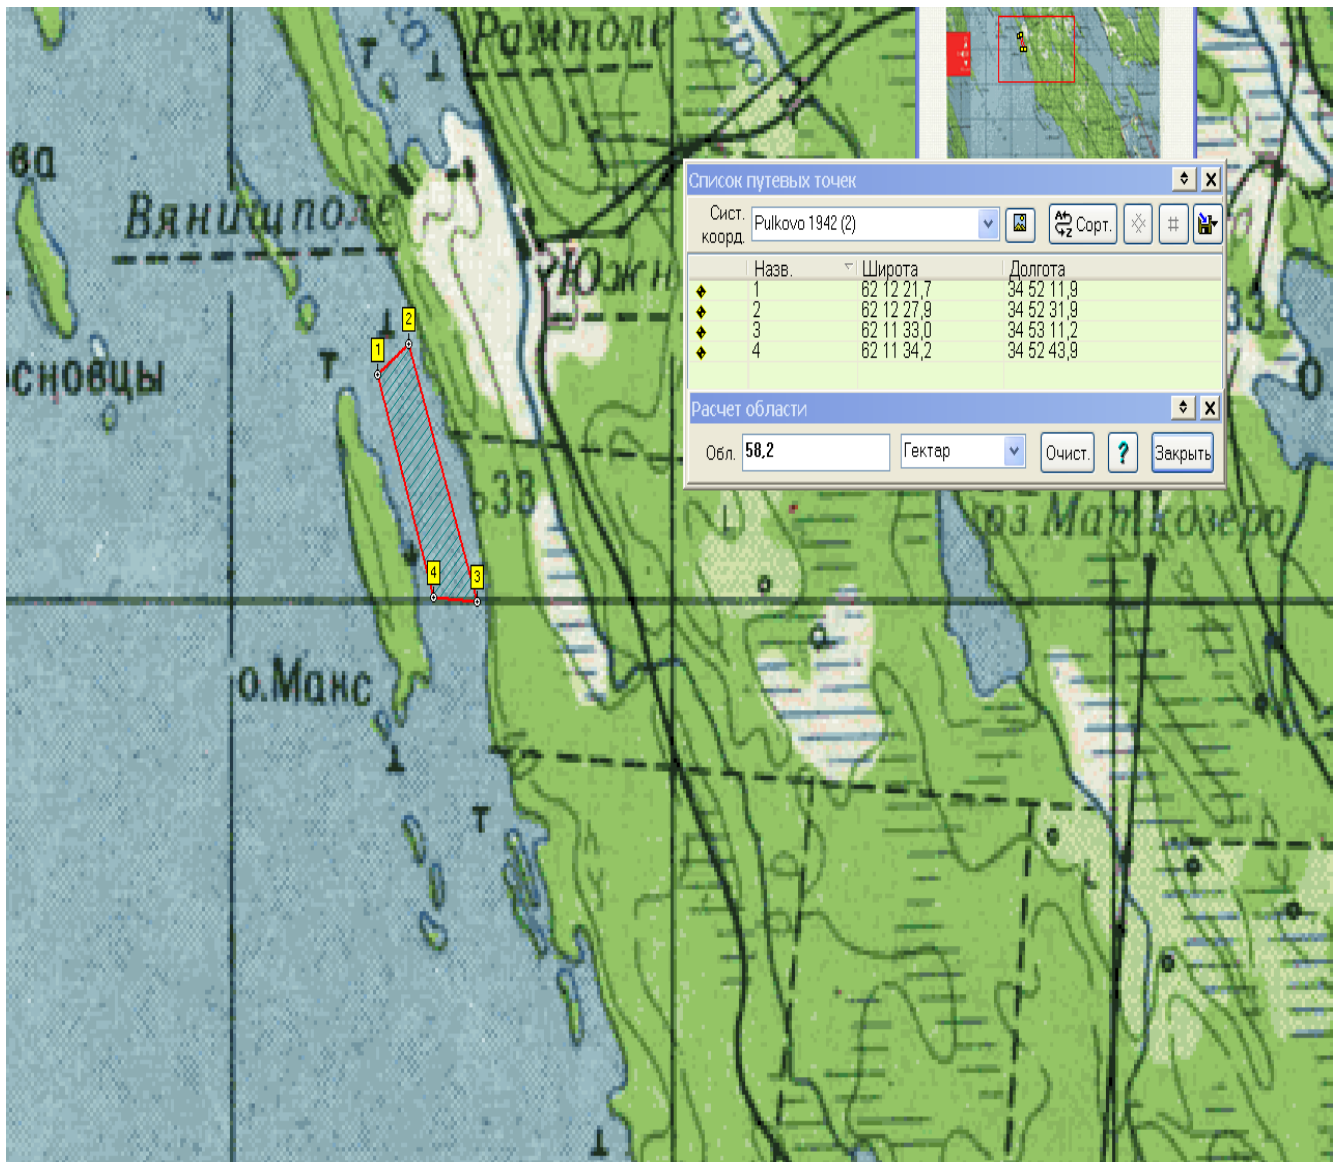 Рамполе
ва
Вянишполе
Южн
сновцы
33
о.Манс
оз.Маткозеро
1
2
3
4
Список путевых точек
Сист. коорд.
Pulkovo 1942 (2)
Сорт.
Назв. Широта Долгота
1 62 12 21,7 34 52 11,9
2 62 12 27,9 34 52 31,9
3 62 11 33,0 34 53 11,2
4 62 11 34,2 34 52 43,9
Расчет области
Обл. 58,2 Гектар Очист. ? Закрыть